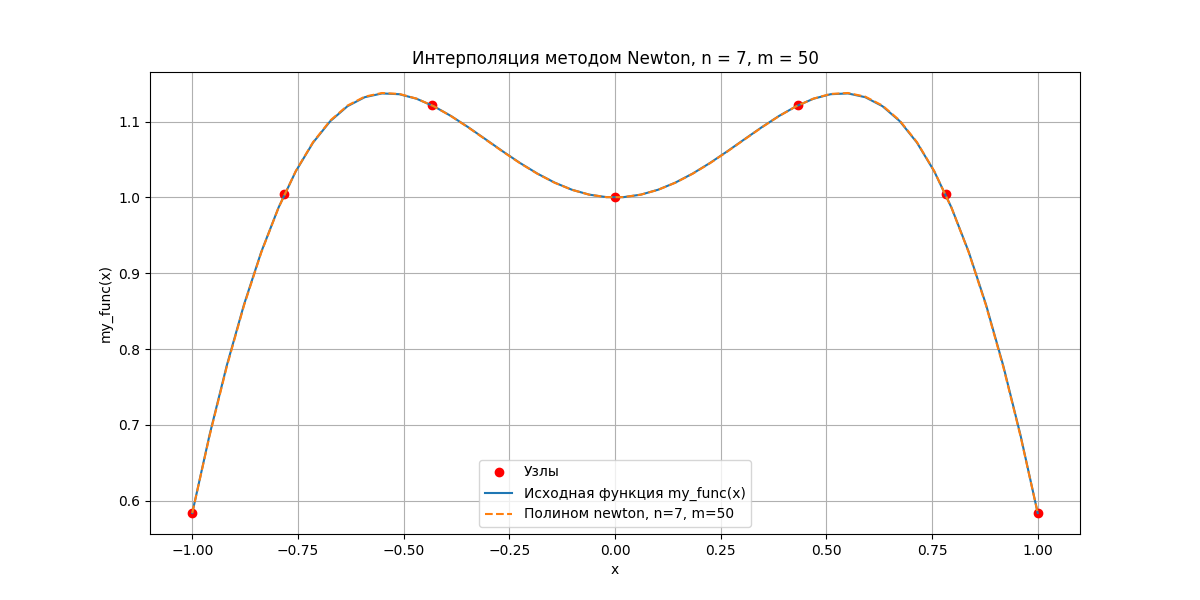 Интерполяция методом Newton, n = 7, m = 50
my_func(x)
1.1
1.0
0.9
0.8
0.7
0.6
Узлы
Исходная функция my_func(x)
Полином newton, n=7, m=50
−1.00 −0.75 −0.50 −0.25 0.00 0.25 0.50 0.75 1.00
x